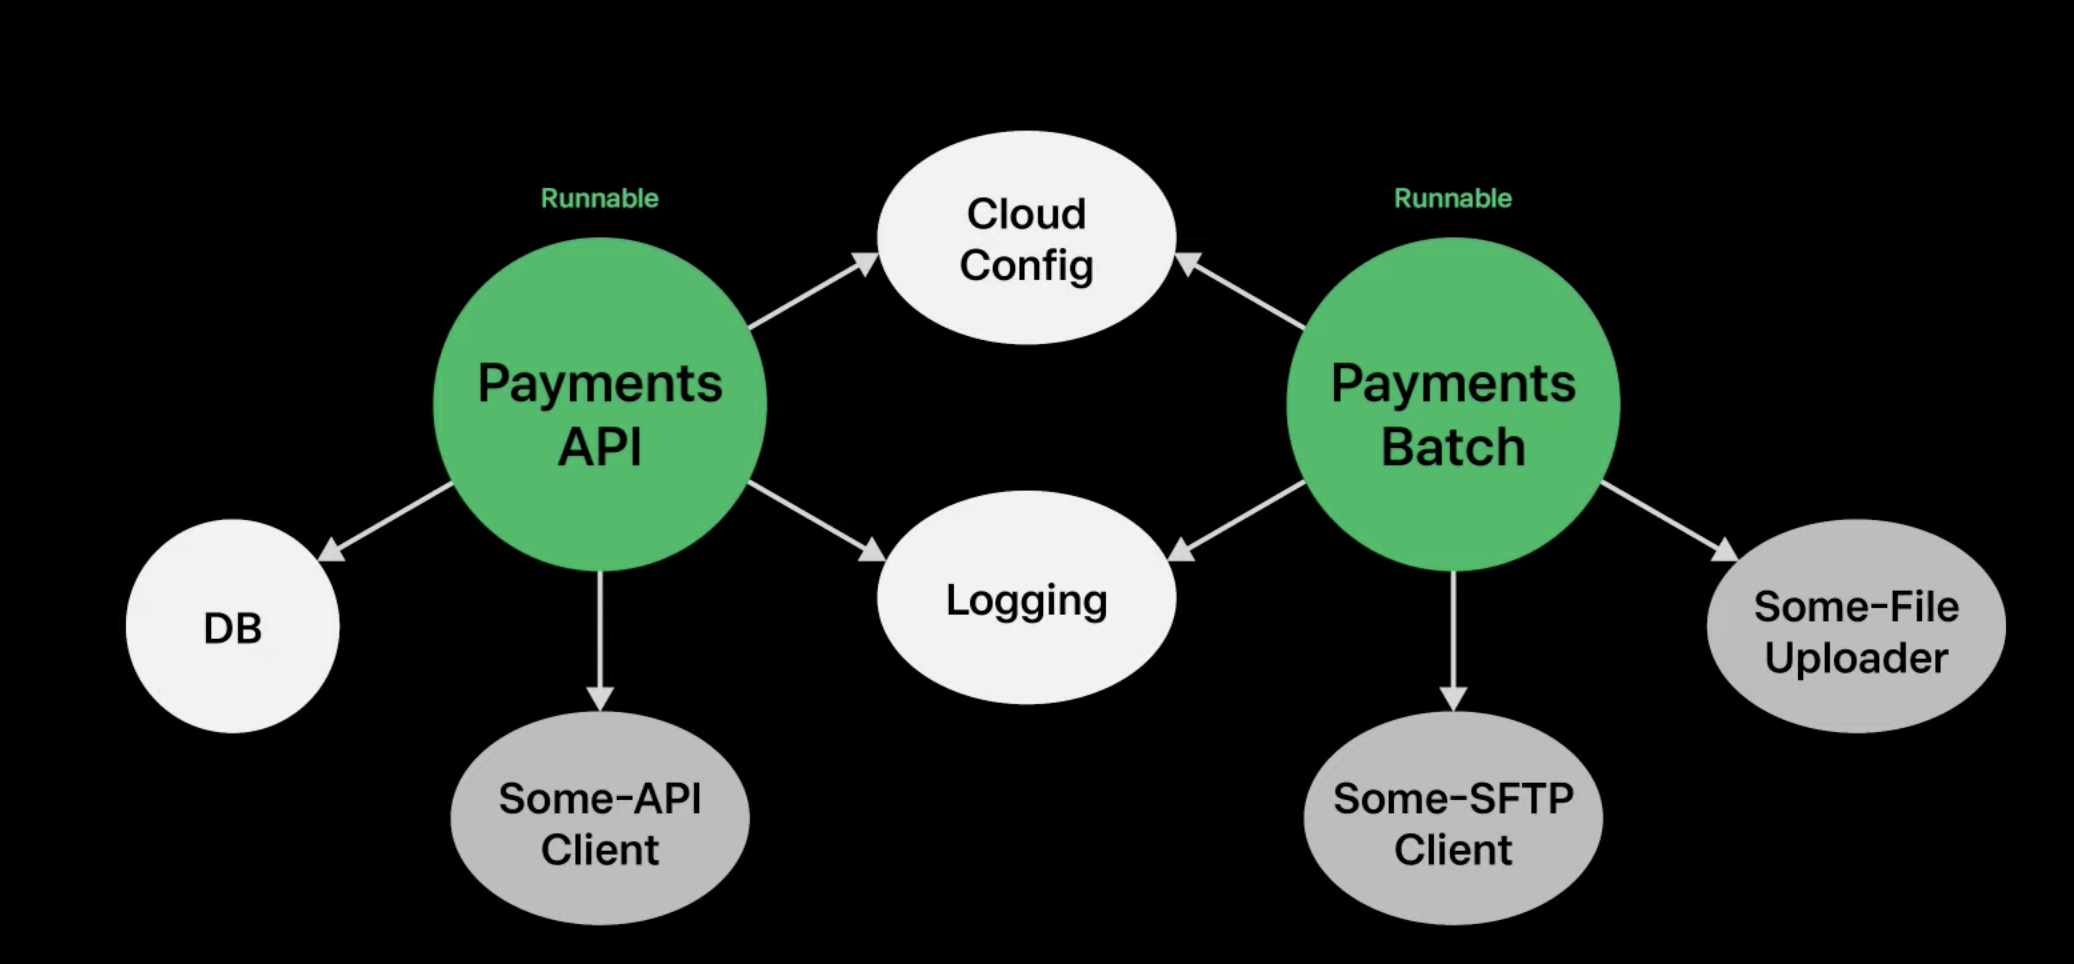 Runnable
Runnable
Cloud
Config
Payments
API
Payments
Batch
Logging
DB
Some-File
Uploader
Some-API
Client
Some-SFTP
Client